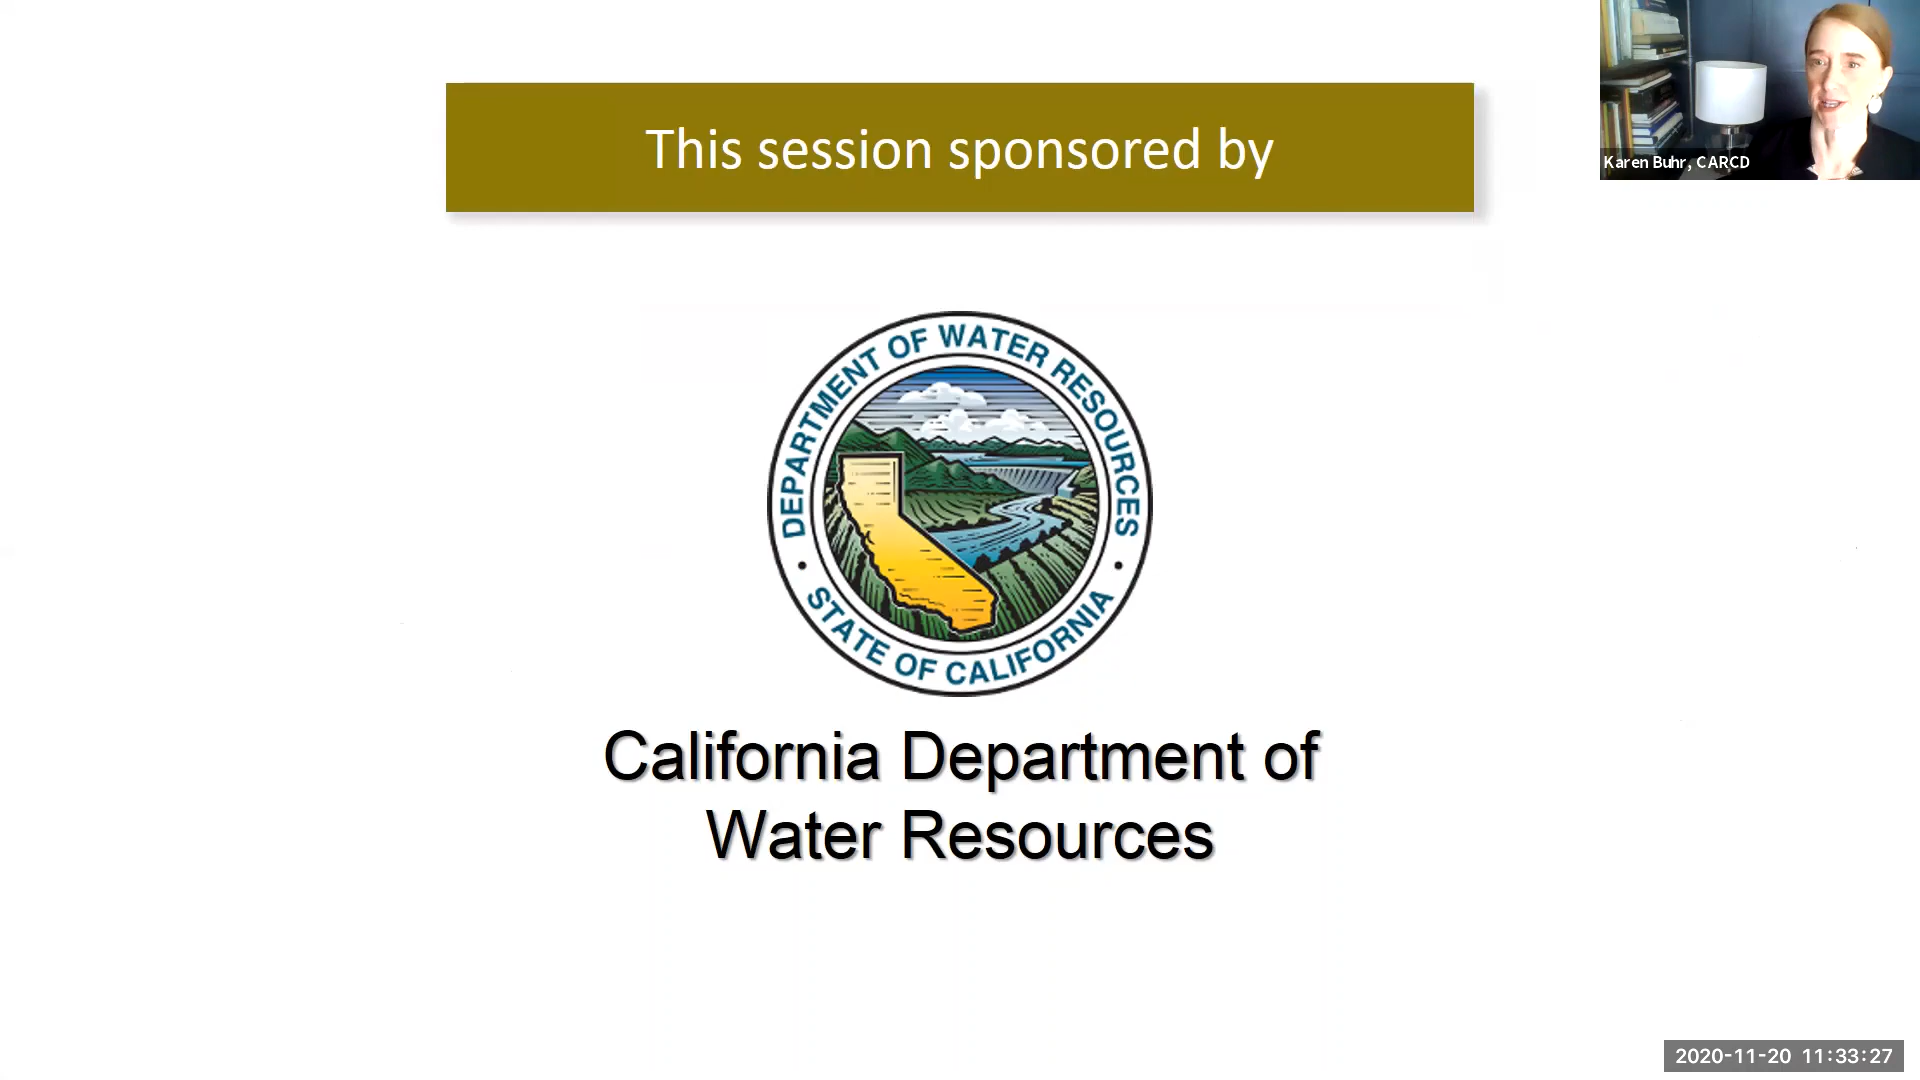 This session sponsored by
Karen Buhr, CARCD
DEPARTMENT OF WATER RESOURCES
• STATE OF CALIFORNIA •
California Department of
Water Resources
2020-11-20 11:33:27